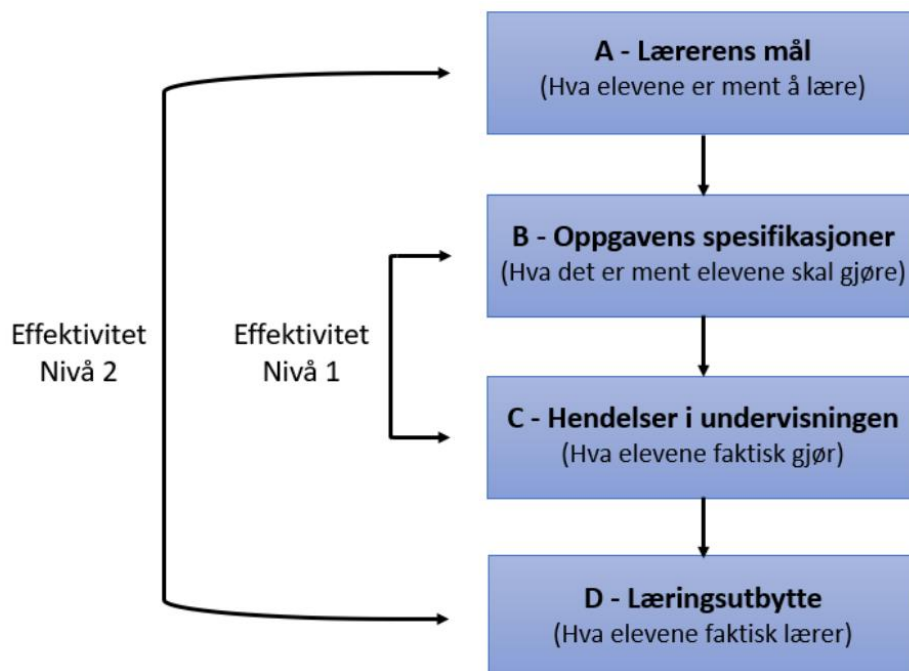 A - Lærerens mål
(Hva elevene er ment å lære)
B - Oppgavens spesifikasjoner
(Hva det er ment elevene skal gjøre)
Effektivitet
Nivå 2
Effektivitet
Nivå 1
C - Hendelser i undervisningen
(Hva elevene faktisk gjør)
D - Læringsutbytte
(Hva elevene faktisk lærer)